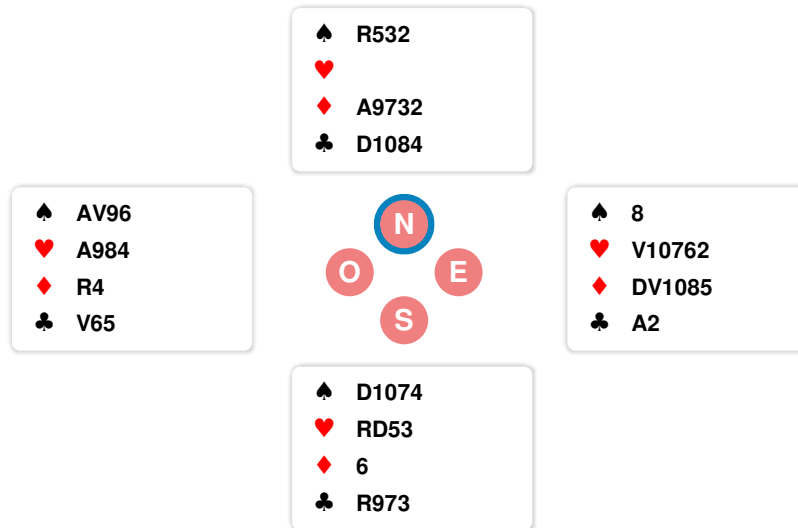 ♠ R532
♥
♦ A9732
♣ D1084
♠ AV96
♥ A984
♦ R4
♣ V65
N
O E
S
♠ 8
♥ V10762
♦ DV1085
♣ A2
♠ D1074
♥ RD53
♦ 6
♣ R973